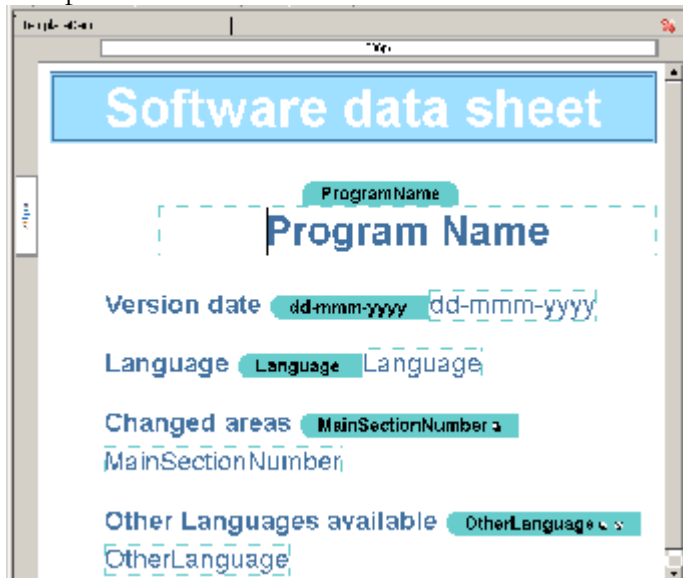 Software data sheet
ProgramName
Program Name
Version date dd-mmm-yyyy dd-mmm-yyyy
Language Language Language
Changed areas MainSectionNumber
MainSectionNumber
Other Languages available OtherLanguage
OtherLanguage